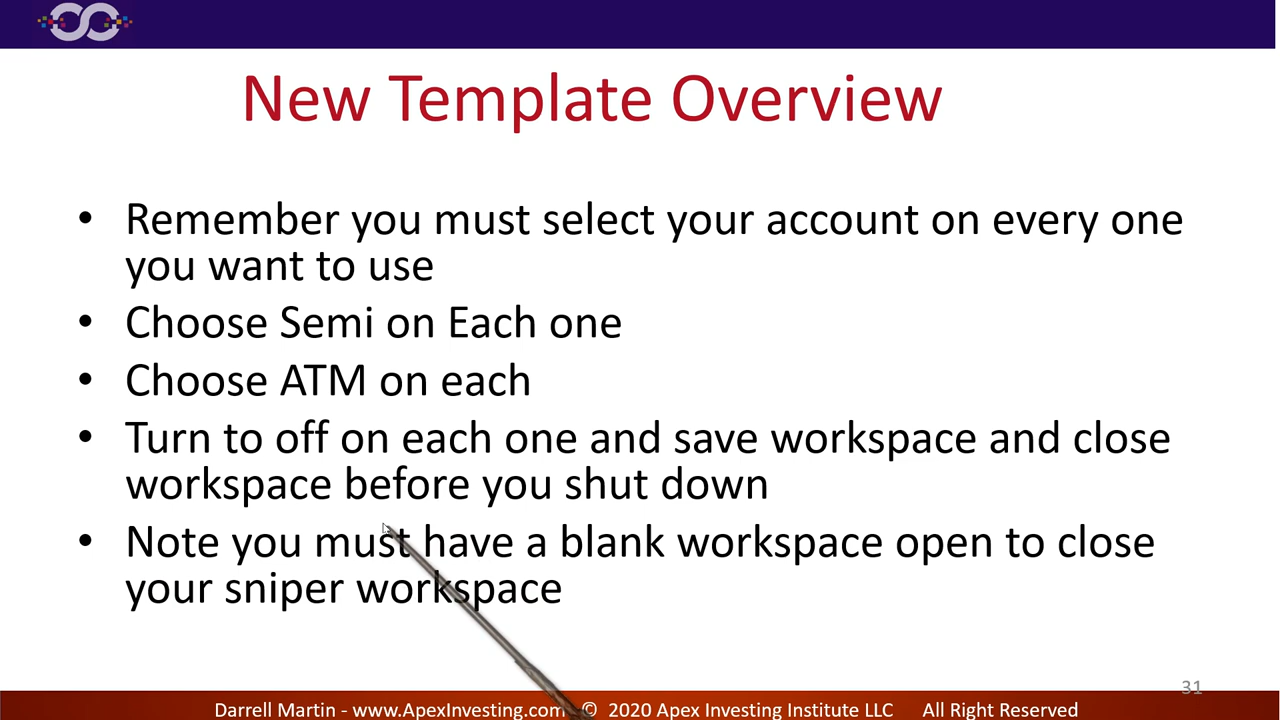 New Template Overview
• Remember you must select your account on every one
you want to use
• Choose Semi on Each one
• Choose ATM on each
• Turn to off on each one and save workspace and close
workspace before you shut down
• Note you must have a blank workspace open to close
your sniper workspace
31
Darrell Martin - www.ApexInvesting.com © 2020 Apex Investing Institute LLC All Right Reserved